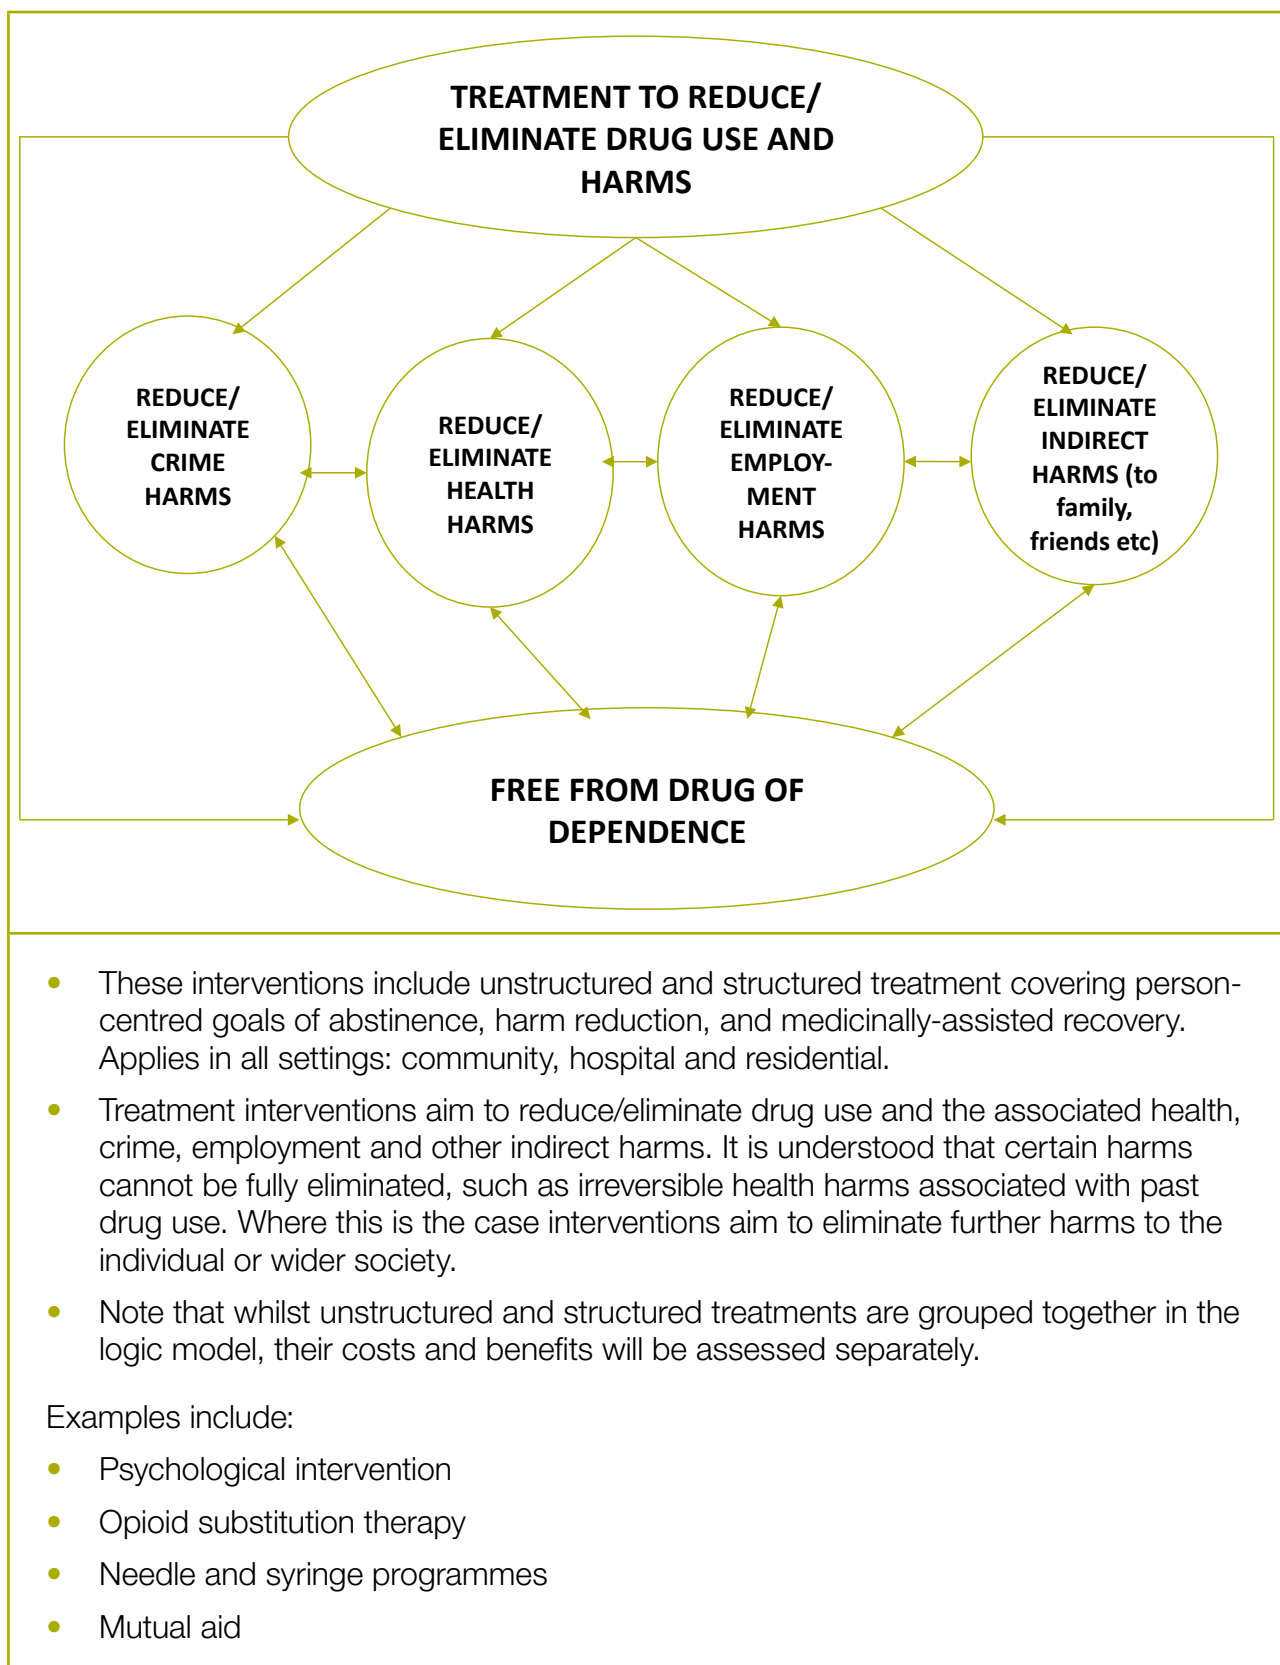 TREATMENT TO REDUCE/
ELIMINATE DRUG USE AND
HARMS
REDUCE/
ELIMINATE
CRIME
HARMS
REDUCE/
ELIMINATE
HEALTH
HARMS
REDUCE/
ELIMINATE
EMPLOY-
MENT
HARMS
REDUCE/
ELIMINATE
INDIRECT
HARMS (to
family,
friends etc)
FREE FROM DRUG OF
DEPENDENCE
• These interventions include unstructured and structured treatment covering person-
centred goals of abstinence, harm reduction, and medicinally-assisted recovery.
Applies in all settings: community, hospital and residential.
• Treatment interventions aim to reduce/eliminate drug use and the associated health,
crime, employment and other indirect harms. It is understood that certain harms
cannot be fully eliminated, such as irreversible health harms associated with past
drug use. Where this is the case interventions aim to eliminate further harms to the
individual or wider society.
• Note that whilst unstructured and structured treatments are grouped together in the
logic model, their costs and benefits will be assessed separately.
Examples include:
• Psychological intervention
• Opioid substitution therapy
• Needle and syringe programmes
• Mutual aid